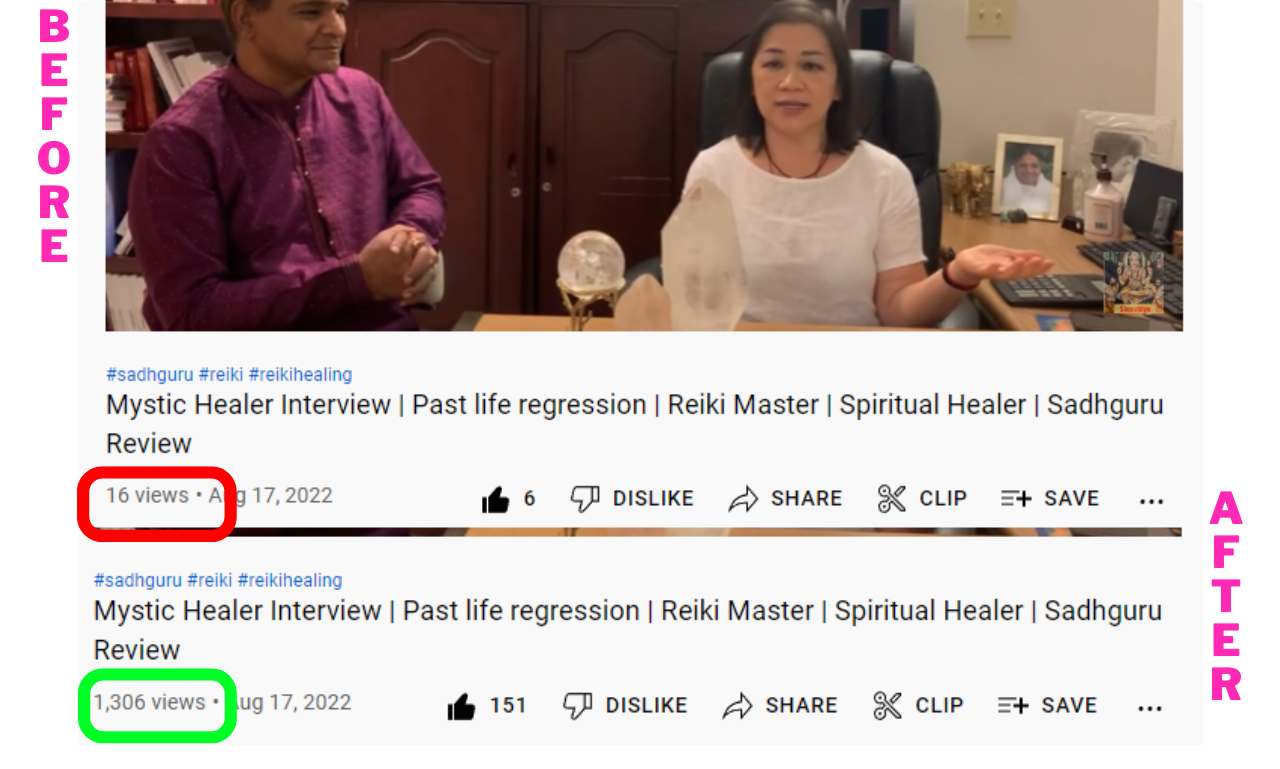 BEFORE
#sadhguru #reiki #reikihealing
Mystic Healer Interview | Past life regression | Reiki Master | Spiritual Healer | Sadhguru
Review
16 views • Aug 17, 2022 6 DISLIKE SHARE CLIP SAVE ...
#sadhguru #reiki #reikihealing
Mystic Healer Interview | Past life regression | Reiki Master | Spiritual Healer | Sadhguru
Review
1,306 views • Aug 17, 2022 151 DISLIKE SHARE CLIP SAVE ...
AFTER